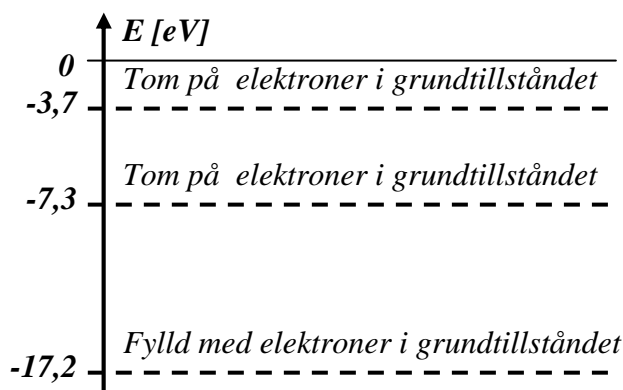 E [eV]
0
Tom på elektroner i grundtillståndet
-3,7
Tom på elektroner i grundtillståndet
-7,3
Fylld med elektroner i grundtillståndet
-17,2